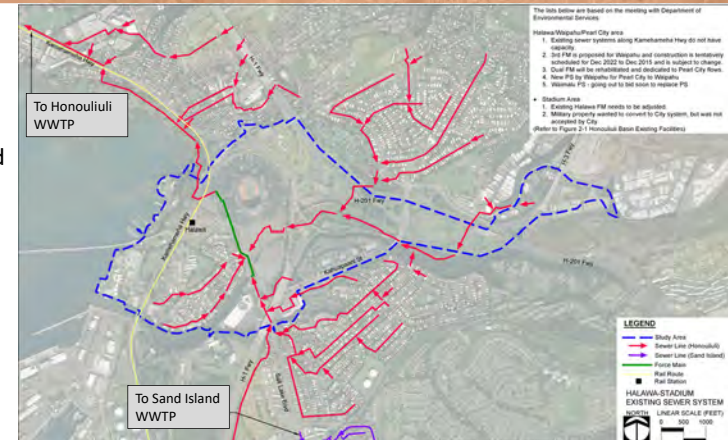 The lists below are based on the meeting with Department of
Environmental Services
Halawa/Waipahu/Pearl City area
1. Existing sewer systems along Kamehameha Hwy do not have
capacity.
2. 3rd FM is proposed for Waipahu and construction is tentatively
scheduled for Dec 2022 to Dec 2015 and is subject to change.
3. Dual FM will be rehabilitated and dedicated to Pearl City flows.
4. New PS by Waipahu for Pearl City to Waipahu
5. Waimalu PS - going out to bid soon to replace PS
Stadium Area
1. Existing Halawa FM needs to be adjusted.
2. Military property wanted to convert to City system, but was not
accepted by City
(Refer to Figure 2-1 Honouliuli Basin Existing Facilities)
Kamehameha Hwy
H-1 Fwy
To Honouliuli
WWTP
d
H-3 Fwy
H-201 Fwy
Kamehameha Hwy
Halawa
Kahuapaani St
H-201 Fwy
H-1 Fwy
Salt Lake Blvd
To Sand Island
WWTP
LEGEND
Study Area
Sewer Line (Honouliuli)
Sewer Line (Sand Island)
Force Main
Rail Route
Rail Station
HALAWA-STADIUM
EXISTING SEWER SYSTEM
NORTH LINEAR SCALE (FEET)
0 500 1000